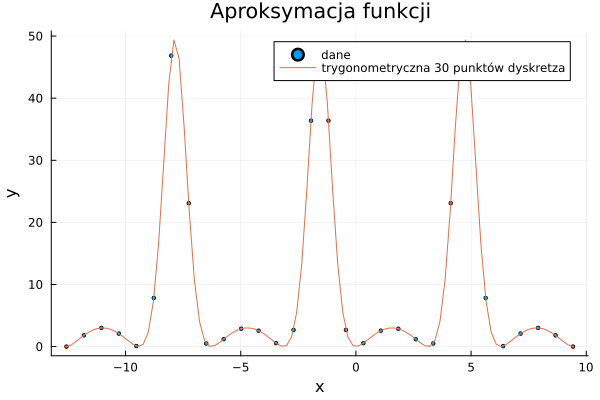 Aproksymacja funkcji
dane
trygonometryczna 30 punktów dyskretza
50
40
30
20
10
0
y
−10
−5
0
5
10
x